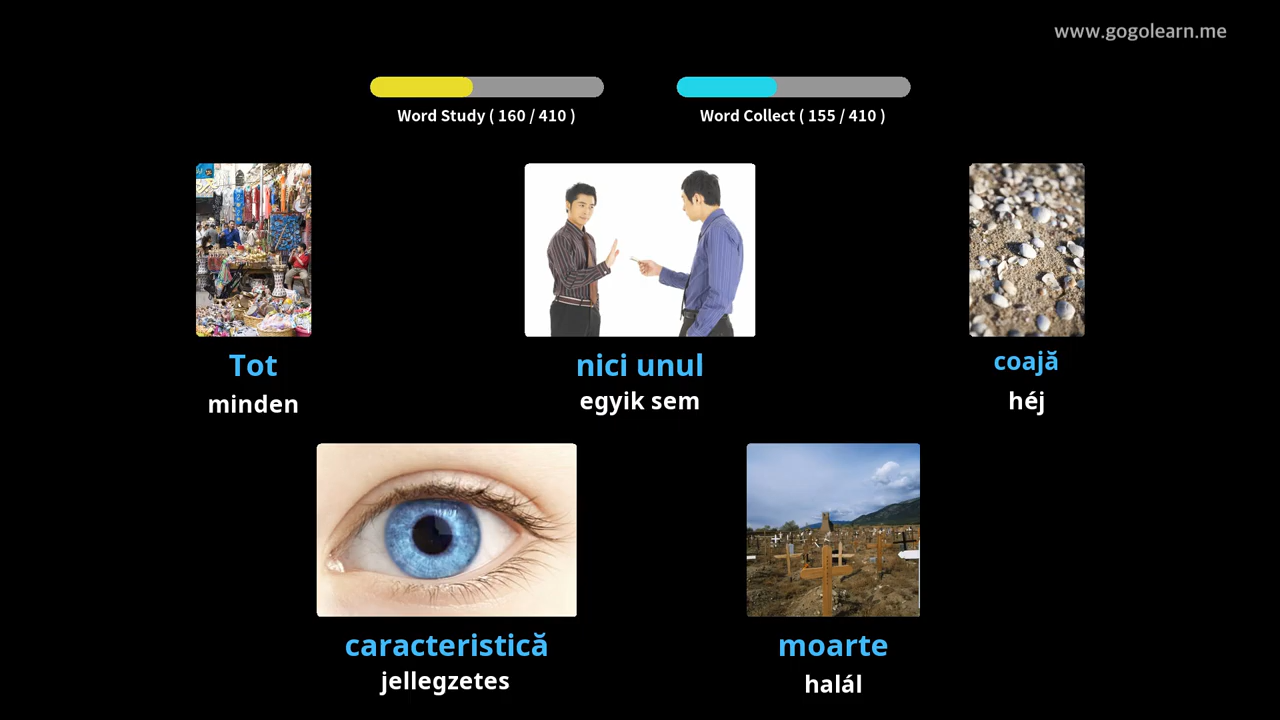 www.gogolearn.me
Word Study ( 160 / 410 )
Word Collect ( 155 / 410 )
Tot
minden
nici unul
egyik sem
coajă
héj
caracteristică
jellegzetes
moarte
halál